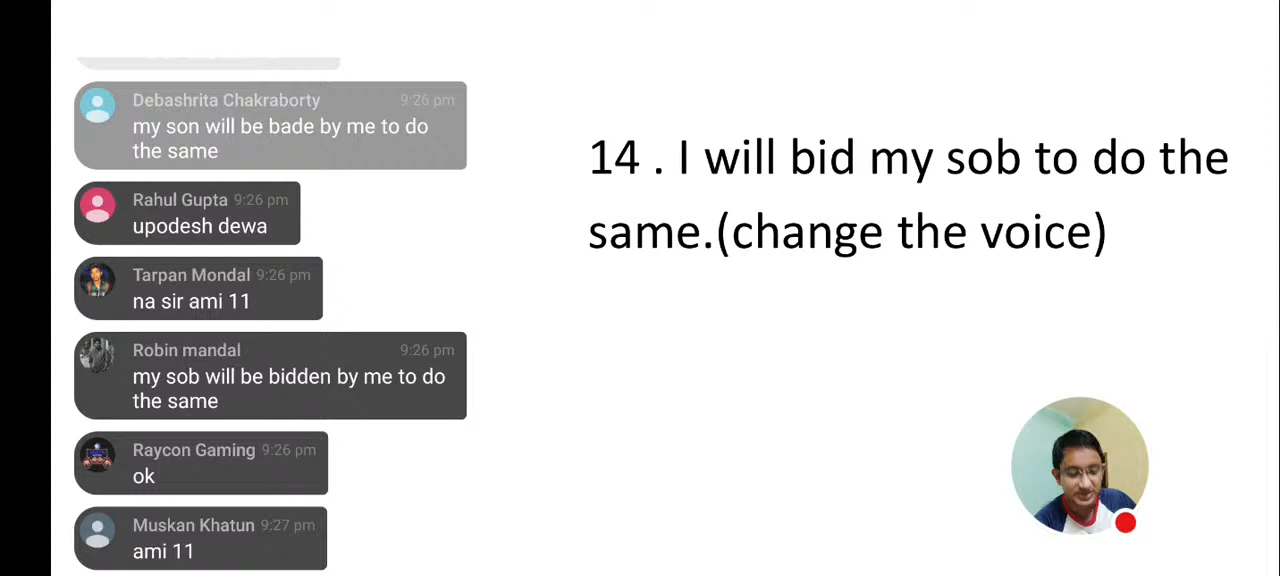 Debashrita Chakraborty 9:26 pm
my son will be bade by me to do
the same
Rahul Gupta 9:26 pm
upodesh dewa
Tarpan Mondal 9:26 pm
na sir ami 11
Robin mandal 9:26 pm
my sob will be bidden by me to do
the same
Raycon Gaming 9:26 pm
ok
Muskan Khatun 9:27 pm
ami 11
14 . I will bid my sob to do the
same.(change the voice)